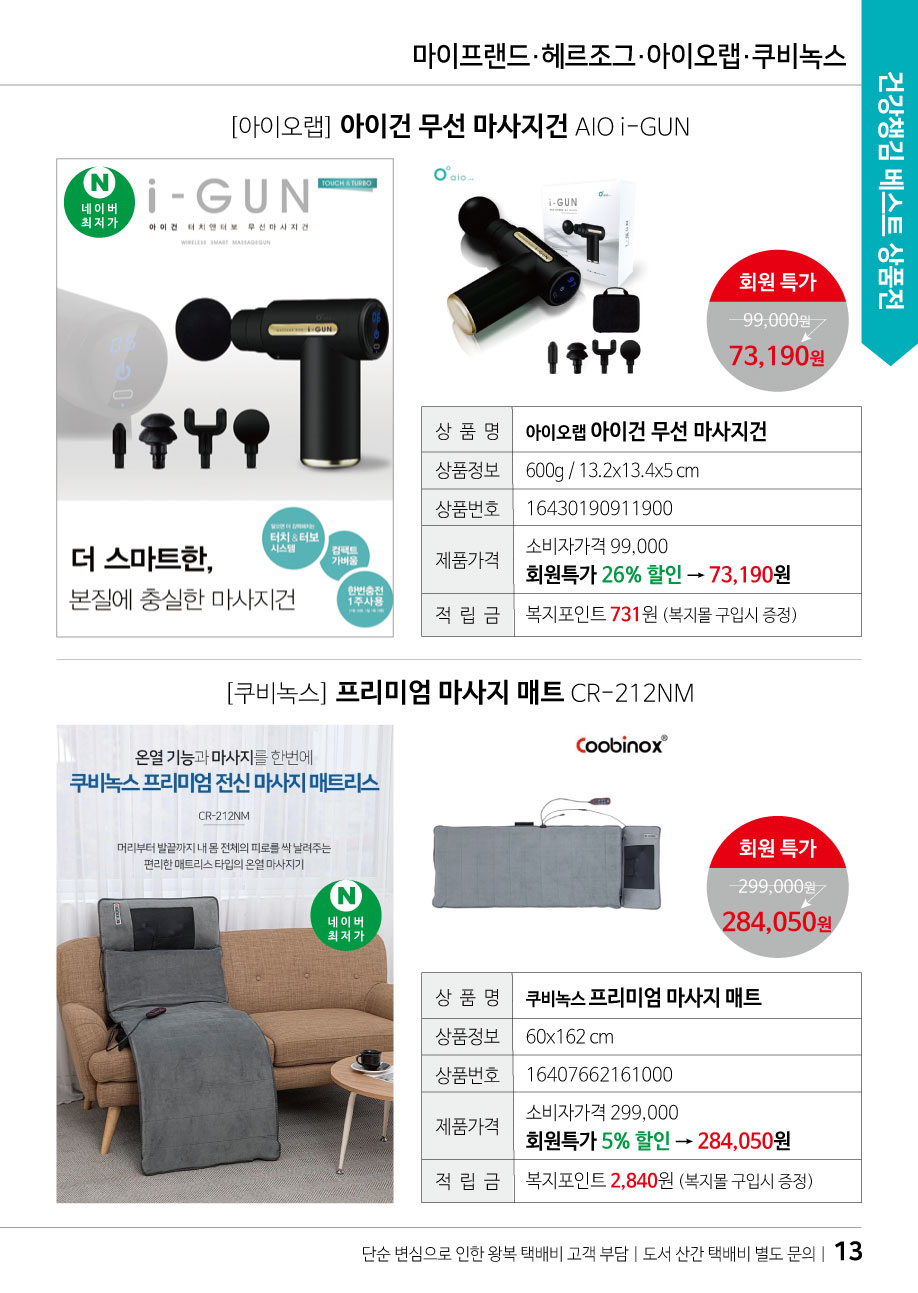 마이프랜드·헤르조그·아이오랩·쿠비녹스
건강챙김 베스트 상품전
[아이오랩] 아이건 무선 마사지건 AIO i-GUN
N
네이버
최저가
i-GUN
TOUCH & TURBO
아이건 터치앤터보 무선마사지건
WIRELESS SMART MASSAGEGUN
i-GUN
더 스마트한,
본질에 충실한 마사지건
터치&터보
시스템
컴팩트
가벼움
한번충전
1주사용
aio
i-GUN
회원 특가
99,000원
73,190원
상 품 명 아이오랩 아이건 무선 마사지건
상품정보 600g / 13.2x13.4x5 cm
상품번호 16430190911900
제품가격 소비자가격 99,000
회원특가 26% 할인 → 73,190원
적 립 금 복지포인트 731원 (복지몰 구입시 증정)
[쿠비녹스] 프리미엄 마사지 매트 CR-212NM
온열 기능과 마사지를 한번에
쿠비녹스 프리미엄 전신 마사지 매트리스
CR-212NM
머리부터 발끝까지 내 몸 전체의 피로를 싹 날려주는
편리한 매트리스 타입의 온열 마사지기
N
네이버
최저가
Coobinox®
회원 특가
299,000원
284,050원
상 품 명 쿠비녹스 프리미엄 마사지 매트
상품정보 60x162 cm
상품번호 16407662161000
제품가격 소비자가격 299,000
회원특가 5% 할인 → 284,050원
적 립 금 복지포인트 2,840원 (복지몰 구입시 증정)
단순 변심으로 인한 왕복 택배비 고객 부담 | 도서 산간 택배비 별도 문의 | 13